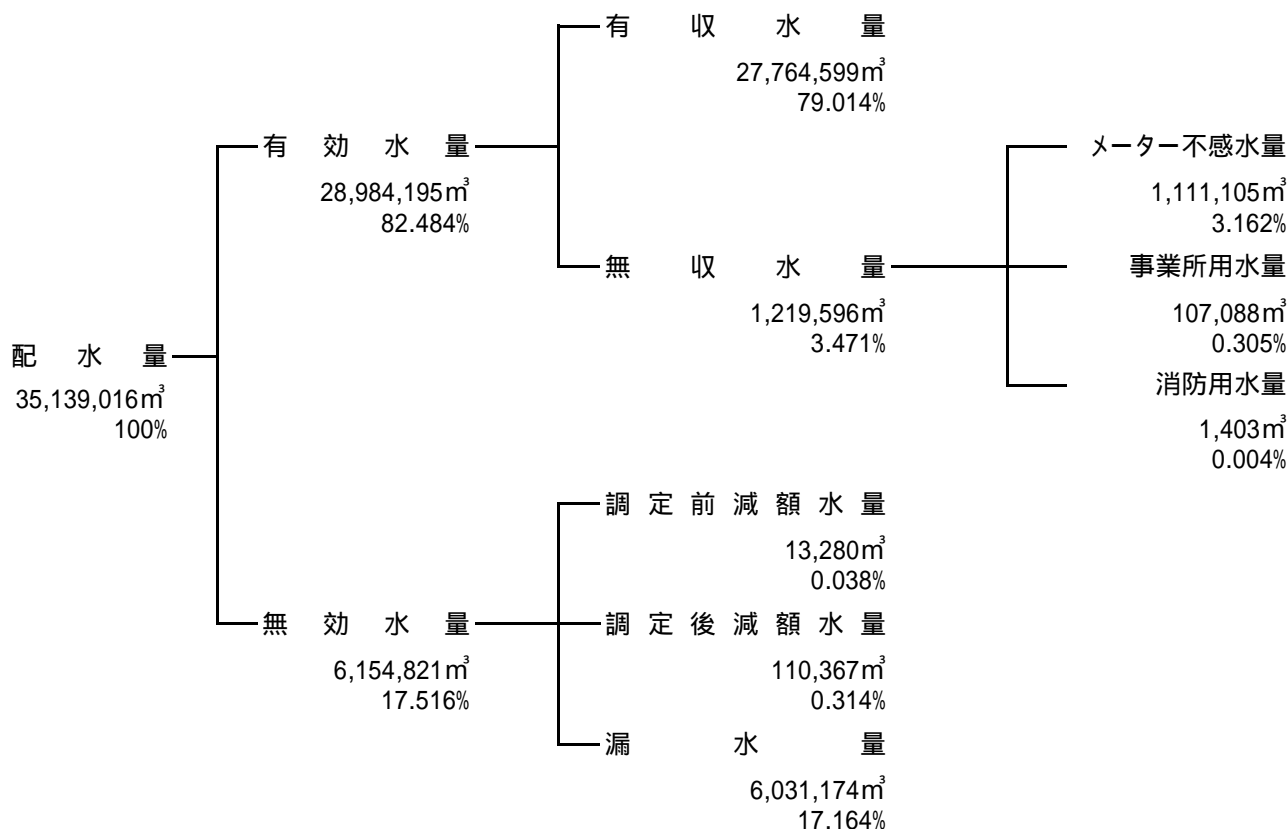 配水量
35,139,016㎥
100%
有効水量
28,984,195㎥
82.484%
有収水量
27,764,599㎥
79.014%
無収水量
1,219,596㎥
3.471%
メーター不感水量
1,111,105㎥
3.162%
事業所用水量
107,088㎥
0.305%
消防用水量
1,403㎥
0.004%
無効水量
6,154,821㎥
17.516%
調定前減額水量
13,280㎥
0.038%
調定後減額水量
110,367㎥
0.314%
漏水量
6,031,174㎥
17.164%